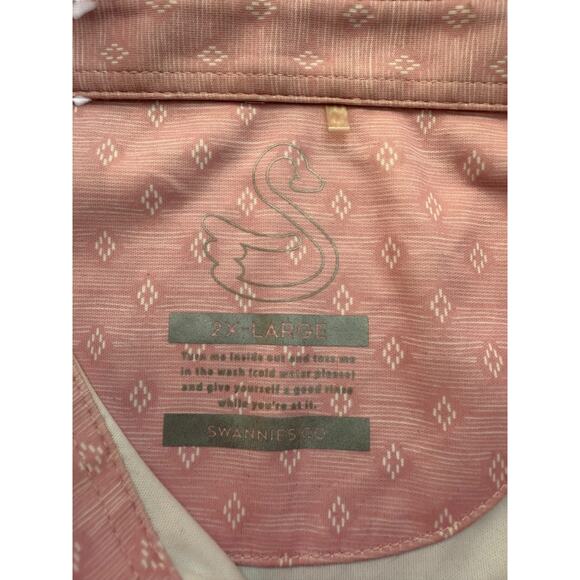 2X-LARGE
Turn me inside out and toss me
in the wash (cold water please)
and give yourself a good rinse
while you're at it.
SWANNIES.CO